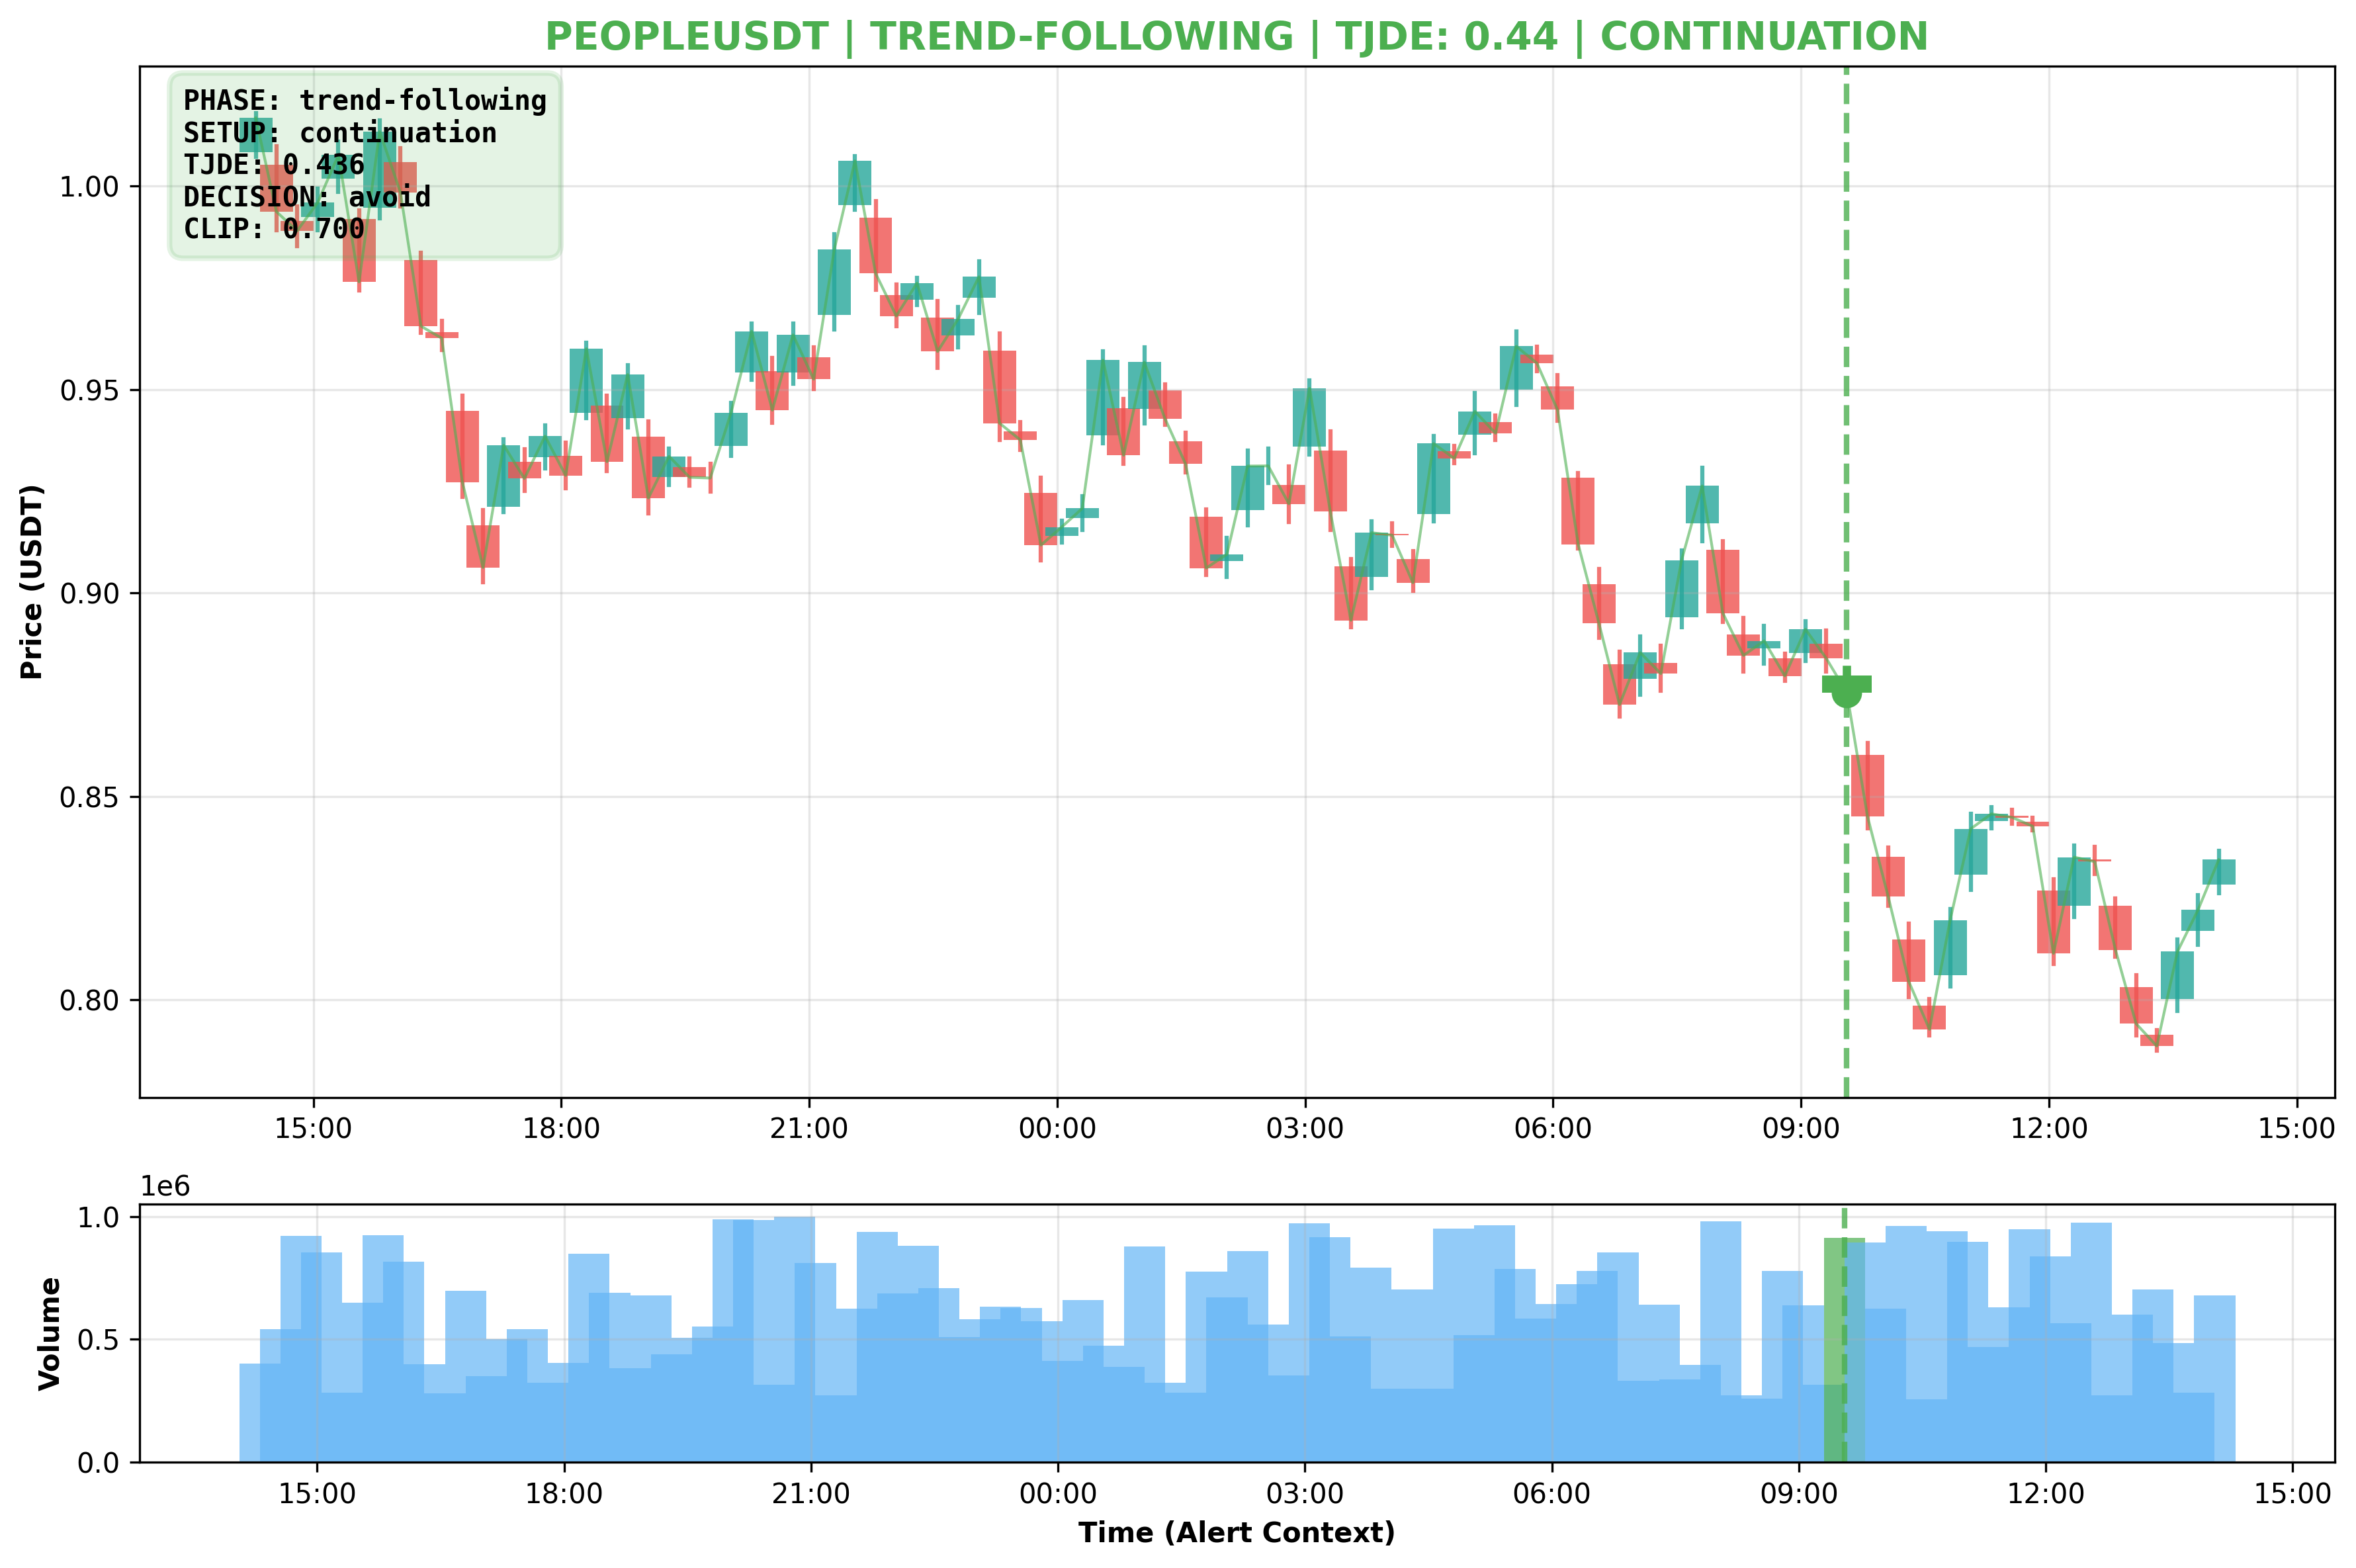 PEOPLEUSDT | TREND-FOLLOWING | TJDE: 0.44 | CONTINUATION
PHASE: trend-following
SETUP: continuation
TJDE: 0.436
DECISION: avoid
CLIP: 0.700
Price (USDT)
1.00
0.95
0.90
0.85
0.80
15:00 18:00 21:00 00:00 03:00 06:00 09:00 12:00 15:00
1e6
Volume
1.0
0.5
0.0
15:00 18:00 21:00 00:00 03:00 06:00 09:00 12:00 15:00
Time (Alert Context)